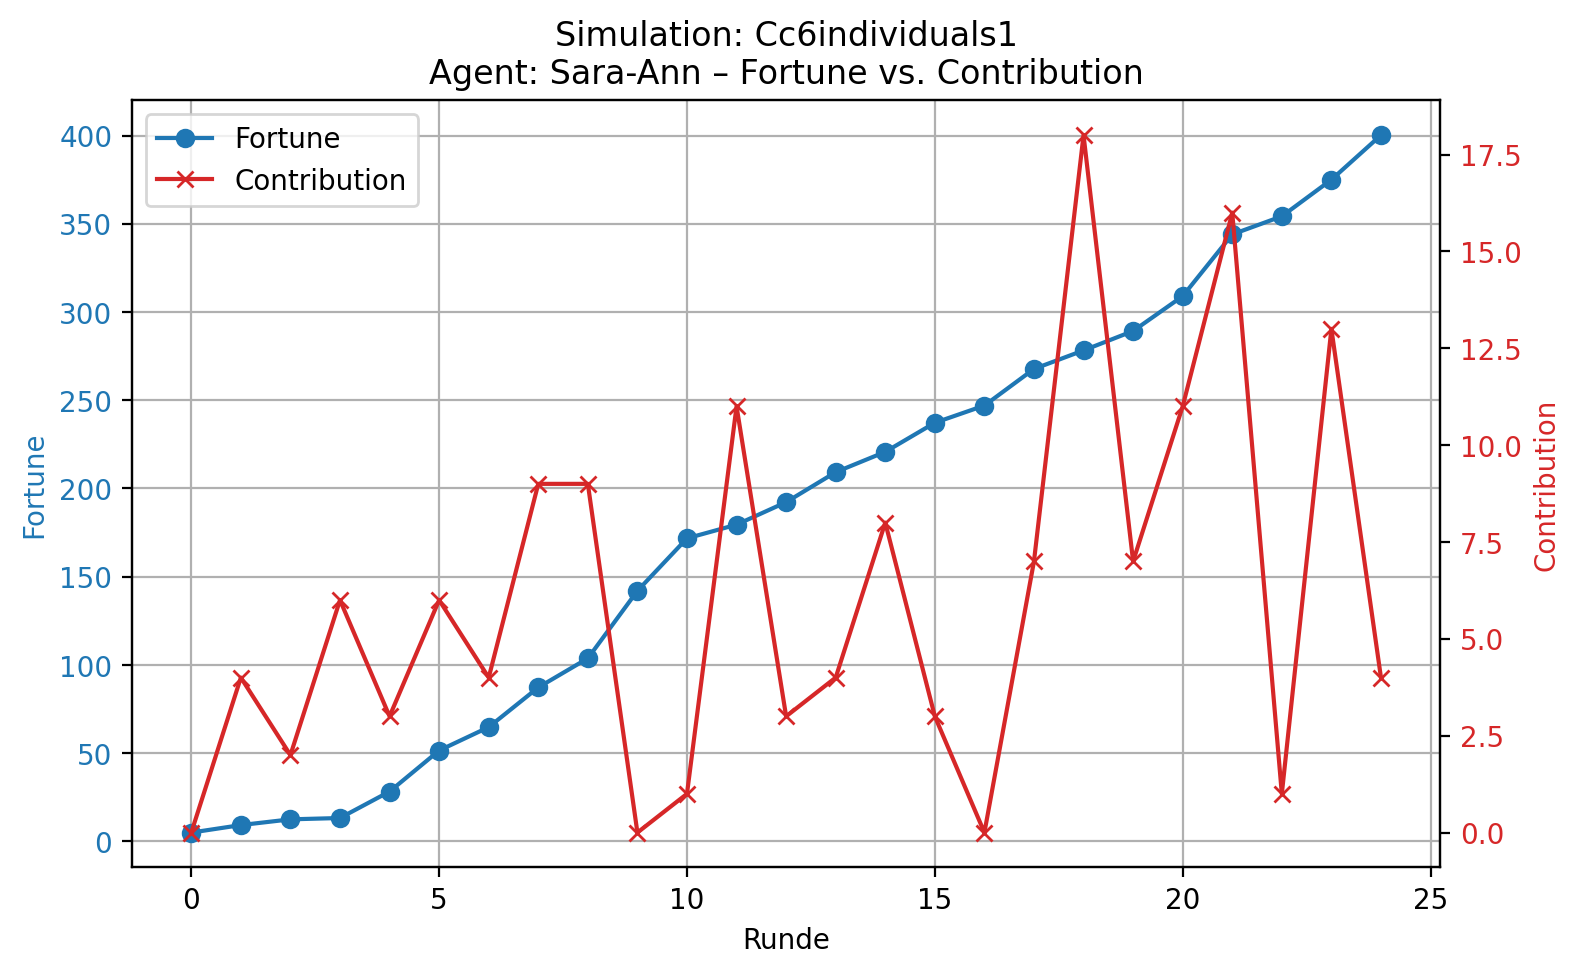 Simulation: Cc6individuals1
Agent: Sara-Ann – Fortune vs. Contribution
Fortune
Contribution
400
350
300
250
200
150
100
50
0
Fortune
17.5
15.0
12.5
10.0
7.5
5.0
2.5
0.0
Contribution
0 5 10 15 20 25
Runde